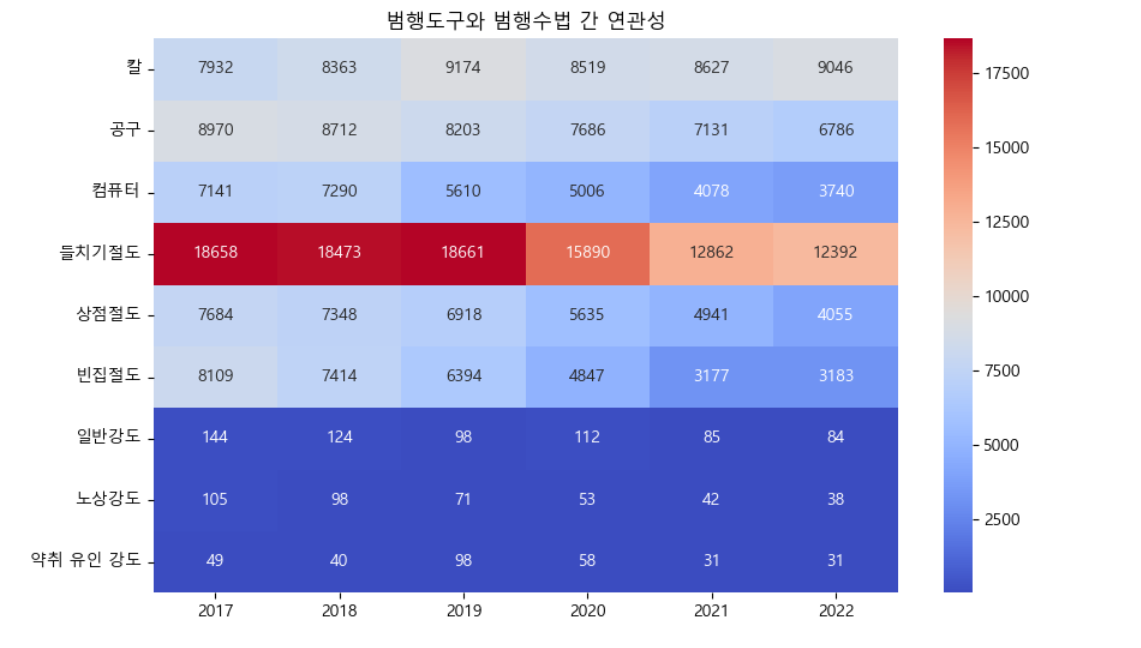 범행도구와 범행수법 간 연관성
칼 7932 8363 9174 8519 8627 9046
공구 8970 8712 8203 7686 7131 6786
컴퓨터 7141 7290 5610 5006 4078 3740
들치기절도 18658 18473 18661 15890 12862 12392
상점절도 7684 7348 6918 5635 4941 4055
빈집절도 8109 7414 6394 4847 3177 3183
일반강도 144 124 98 112 85 84
노상강도 105 98 71 53 42 38
약취 유인 강도 49 40 98 58 31 31
2017 2018 2019 2020 2021 2022
17500
15000
12500
10000
7500
5000
2500